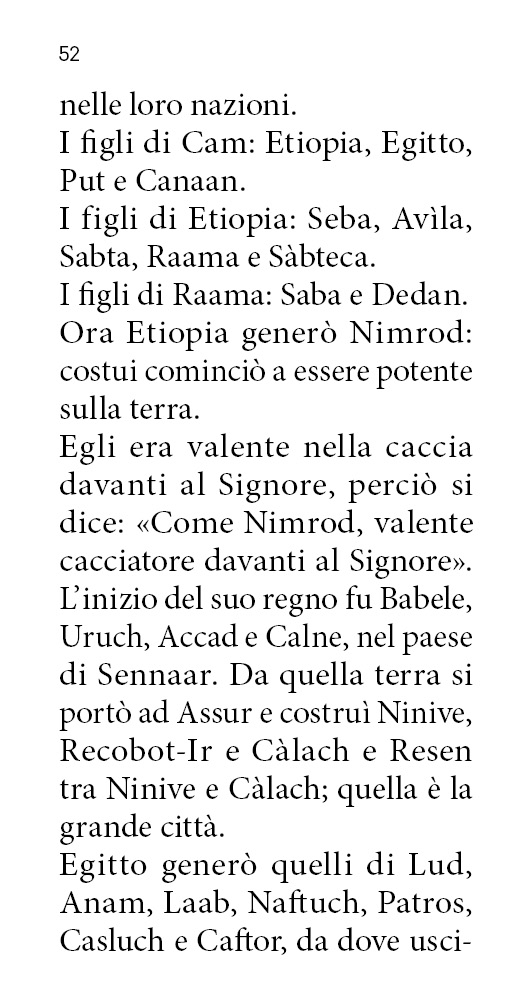 52
nelle loro nazioni.
I figli di Cam: Etiopia, Egitto,
Put e Canaan.
I figli di Etiopia: Seba, Avìla,
Sabta, Raama e Sàbteca.
I figli di Raama: Saba e Dedan.
Ora Etiopia generò Nimrod:
costui cominciò a essere potente
sulla terra.
Egli era valente nella caccia
davanti al Signore, perciò si
dice: «Come Nimrod, valente
cacciatore davanti al Signore».
L’inizio del suo regno fu Babele,
Uruch, Accad e Calne, nel paese
di Sennaar. Da quella terra si
portò ad Assur e costruì Ninive,
Recobot-Ir e Càlach e Resen
tra Ninive e Càlach; quella è la
grande città.
Egitto generò quelli di Lud,
Anam, Laab, Naftuch, Patros,
Casluch e Caftor, da dove usci-